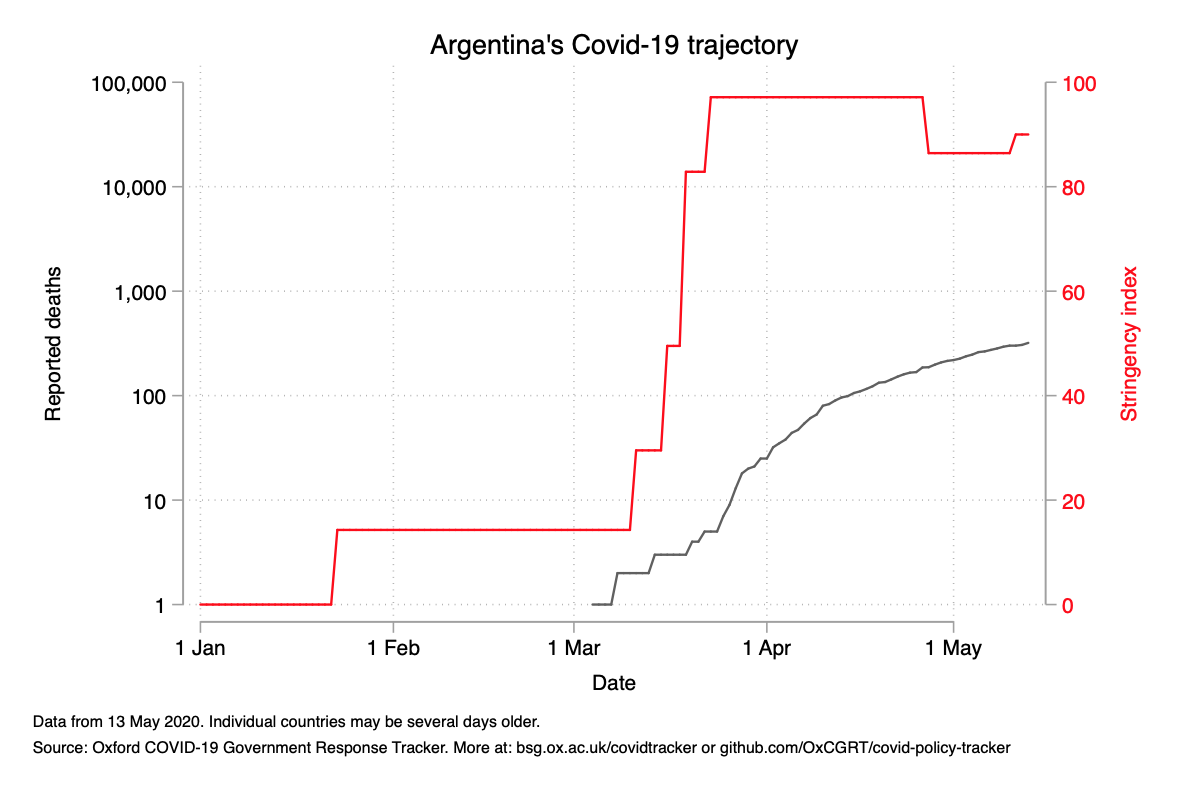 Argentina's Covid-19 trajectory
100,000
10,000
1,000
100
10
1
Reported deaths
100
80
60
40
20
0
Stringency index
1 Jan
1 Feb
1 Mar
1 Apr
1 May
Date
Data from 13 May 2020. Individual countries may be several days older.
Source: Oxford COVID-19 Government Response Tracker. More at: bsg.ox.ac.uk/covidtracker or github.com/OxCGRT/covid-policy-tracker